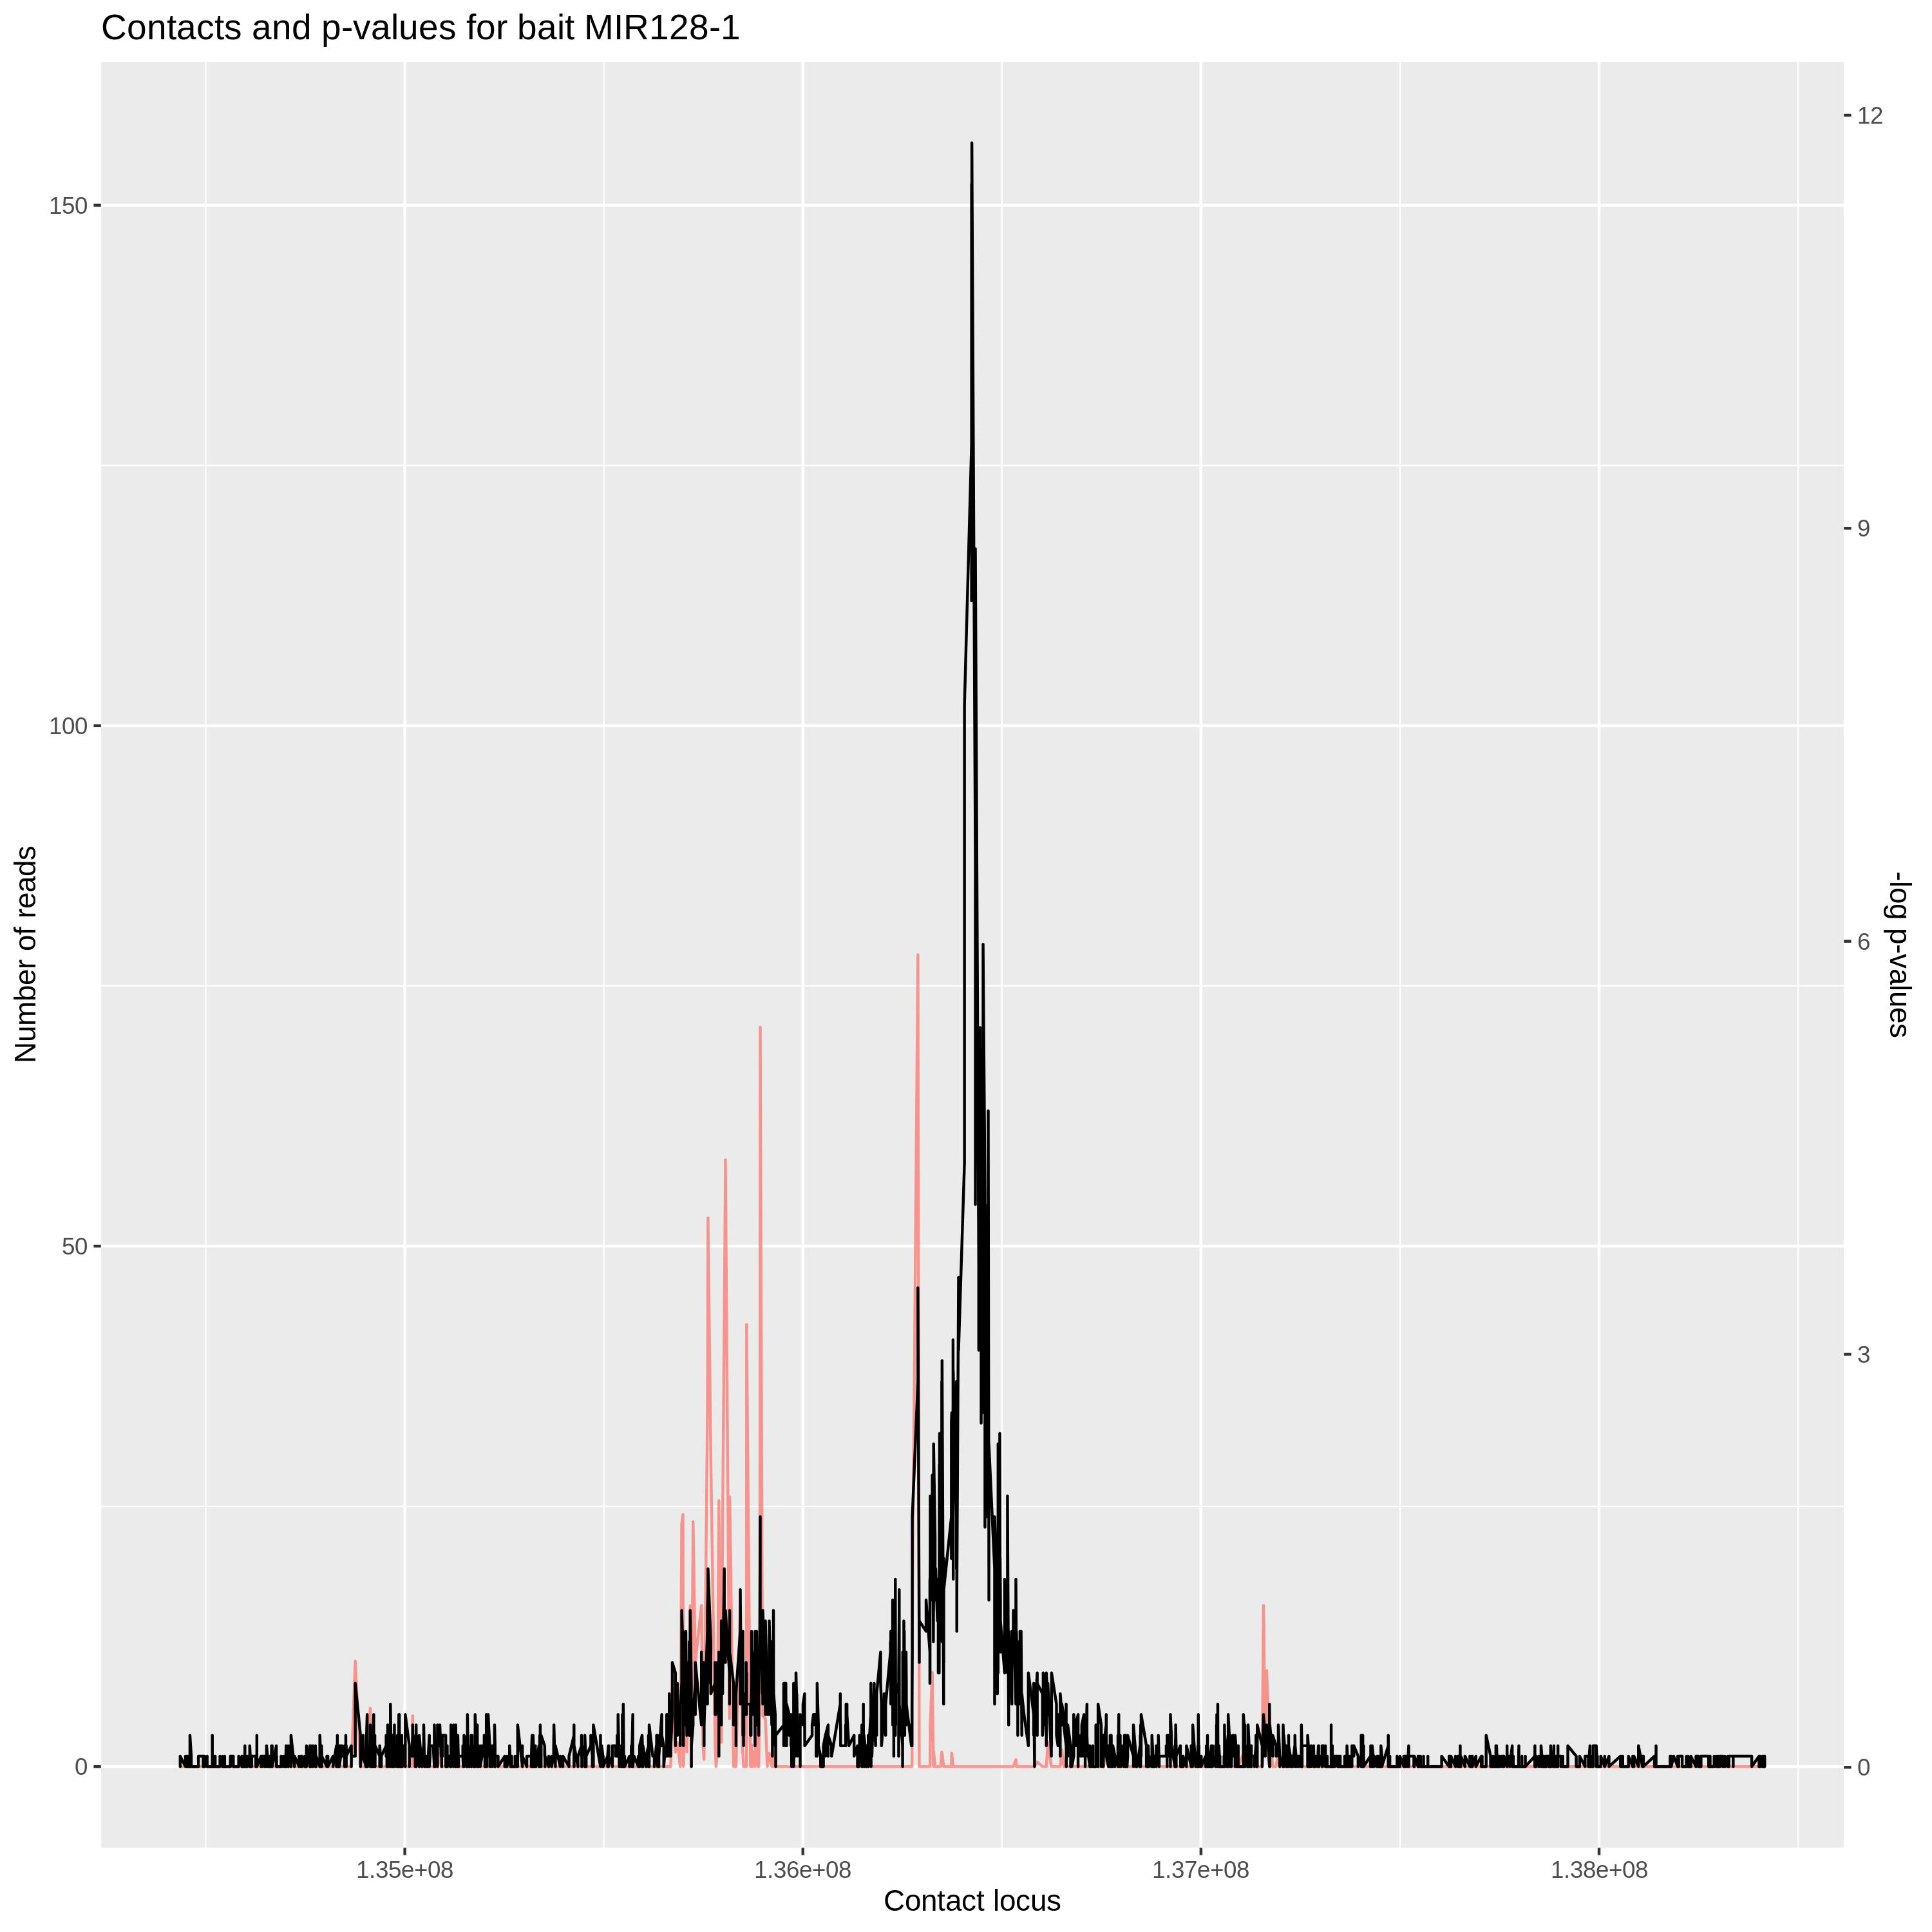 Contacts and p-values for bait MIR128-1
12
150
9
100
6
Number of reads
-log p-values
50
3
0
0
1.35e+08
1.36e+08
1.37e+08
1.38e+08
Contact locus